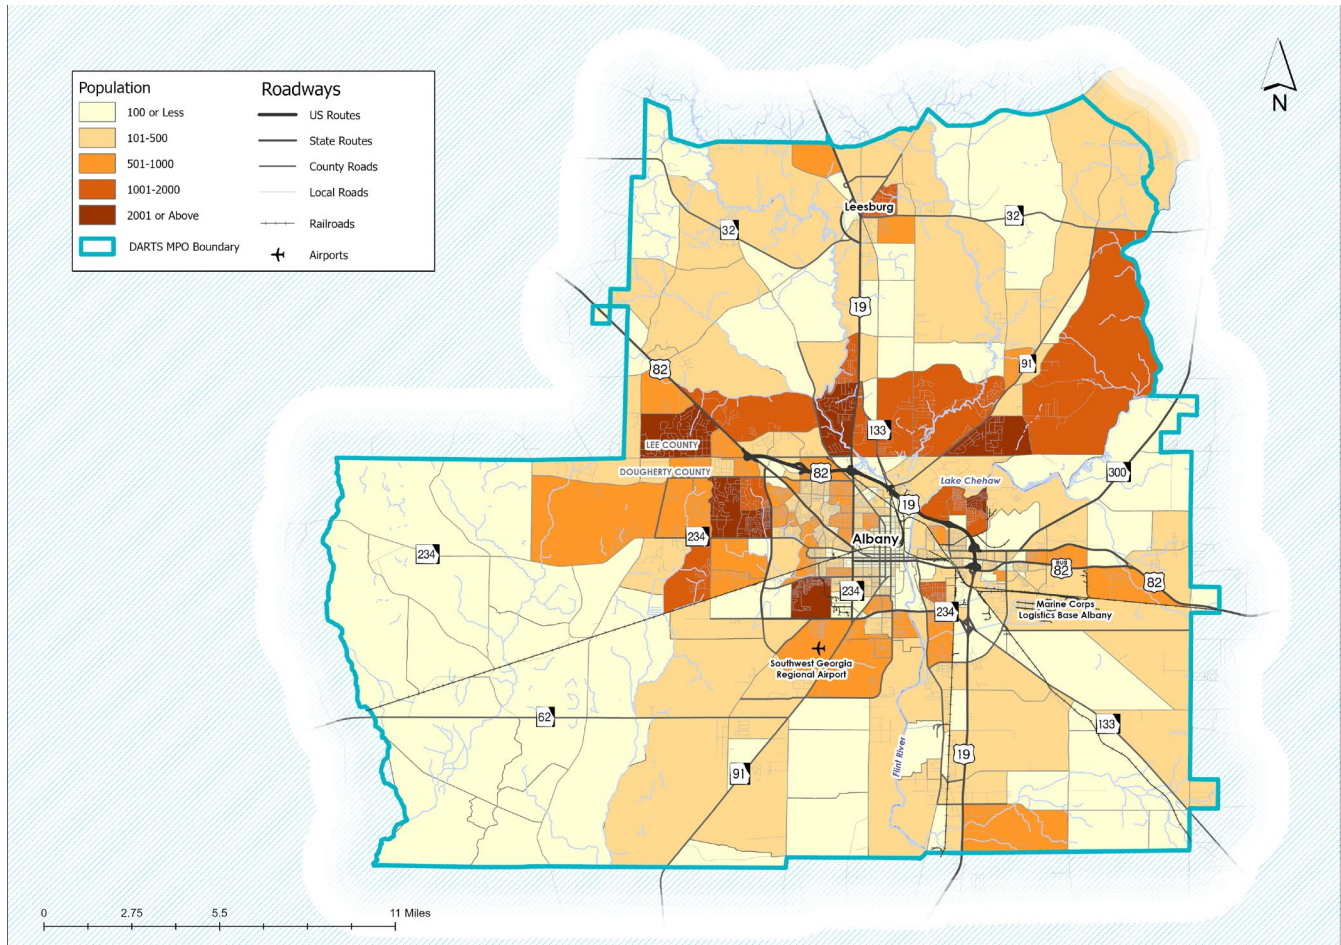 Population
100 or Less
101-500
501-1000
1001-2000
2001 or Above
DARTS MPO Boundary
Roadways
US Routes
State Routes
County Roads
Local Roads
Railroads
Airports
N
Leesburg
32
32
19
82
91
133
LEE COUNTY
DOUGHERTY COUNTY
82
300
Lake Chehaw
19
234
234
Albany
BUS
82
82
234
234
Marine Corps
Logistics Base Albany
Southwest Georgia
Regional Airport
62
133
91
19
Flint River
0
2.75
5.5
11 Miles